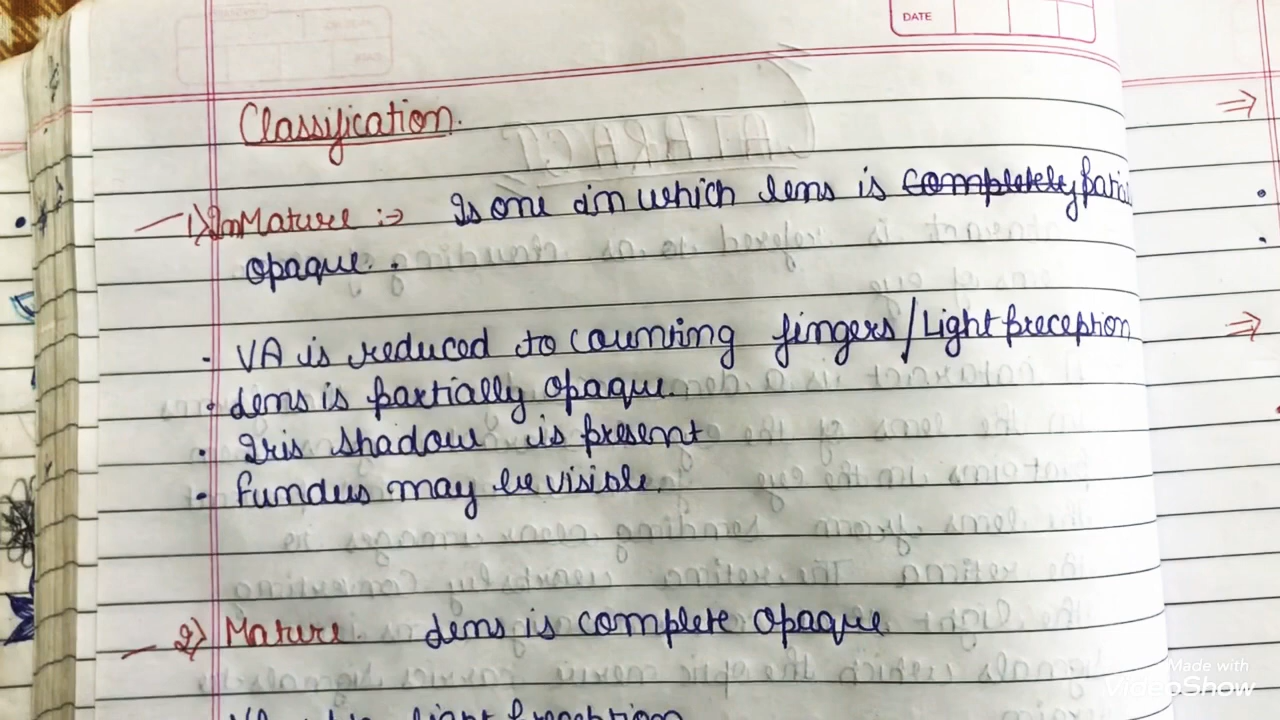 DATE
Classification.
1) InMature :-> Is one in which lens is completely
opaque.
VA is reduced to counting fingers/Light preception
lens is partially opaque.
Iris shadow is present
fundus may be visible.
2) Mature lens is complete opaque
Made with
VideoShow